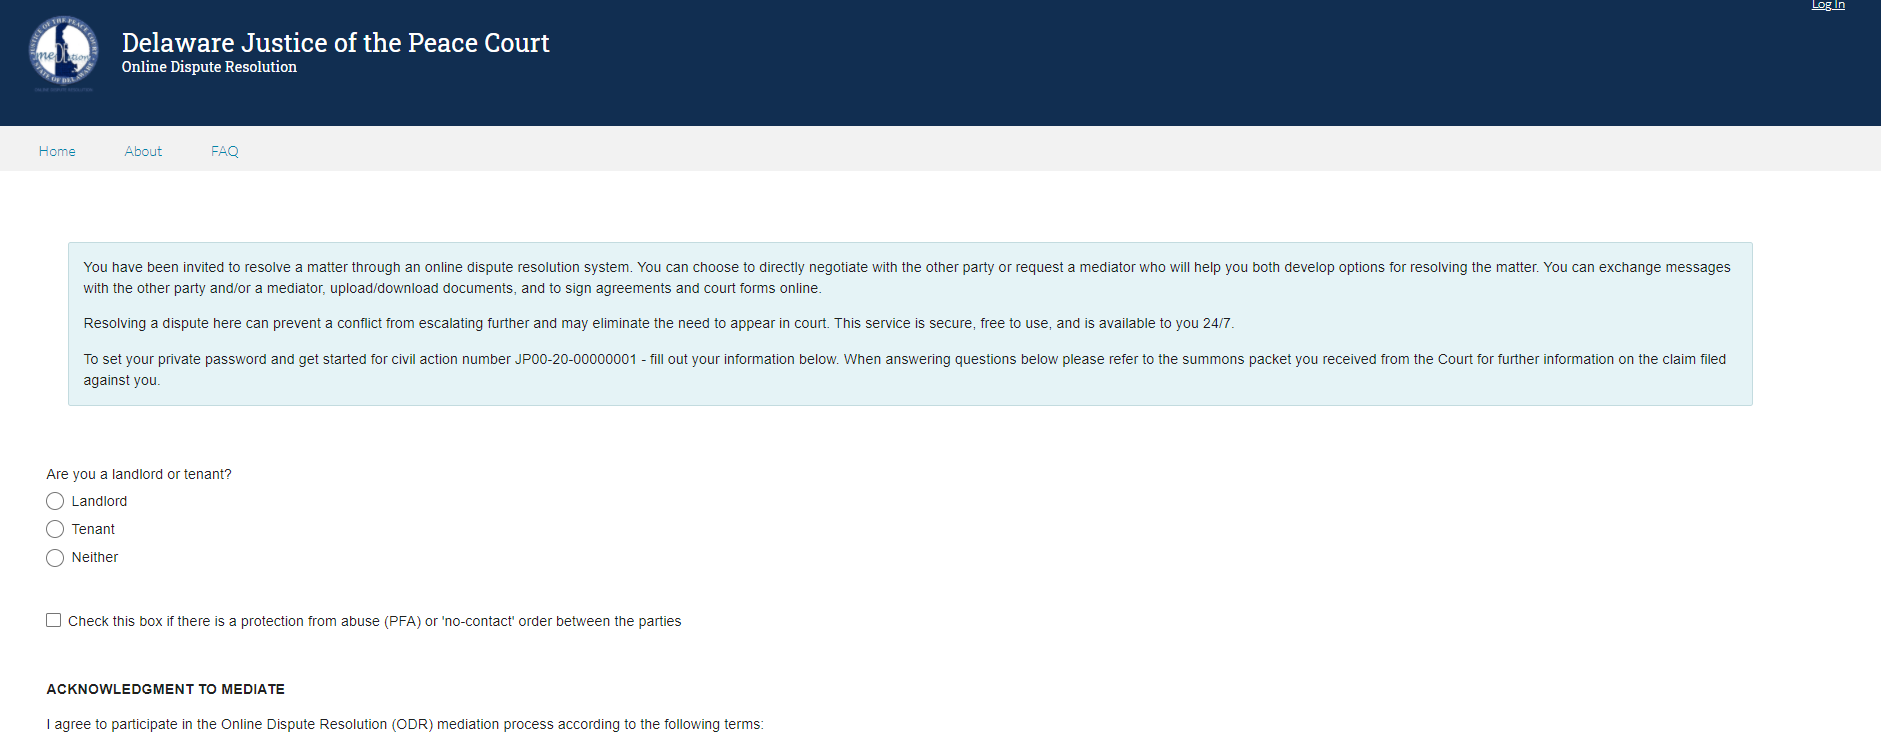 Log In
Delaware Justice of the Peace Court
Online Dispute Resolution
Home About FAQ
You have been invited to resolve a matter through an online dispute resolution system. You can choose to directly negotiate with the other party or request a mediator who will help you both develop options for resolving the matter. You can exchange messages
with the other party and/or a mediator, upload/download documents, and to sign agreements and court forms online.
Resolving a dispute here can prevent a conflict from escalating further and may eliminate the need to appear in court. This service is secure, free to use, and is available to you 24/7.
To set your private password and get started for civil action number JP00-20-00000001 - fill out your information below. When answering questions below please refer to the summons packet you received from the Court for further information on the claim filed
against you.
Are you a landlord or tenant?
Landlord
Tenant
Neither
Check this box if there is a protection from abuse (PFA) or 'no-contact' order between the parties
ACKNOWLEDGMENT TO MEDIATE
I agree to participate in the Online Dispute Resolution (ODR) mediation process according to the following terms: